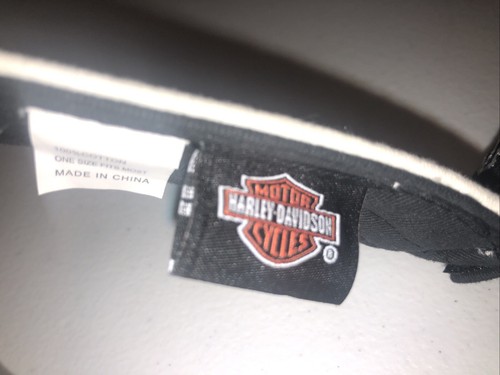 100% COTTON
ONE SIZE FITS MOST
MADE IN CHINA
MOTOR
HARLEY-DAVIDSON
CYCLES
®